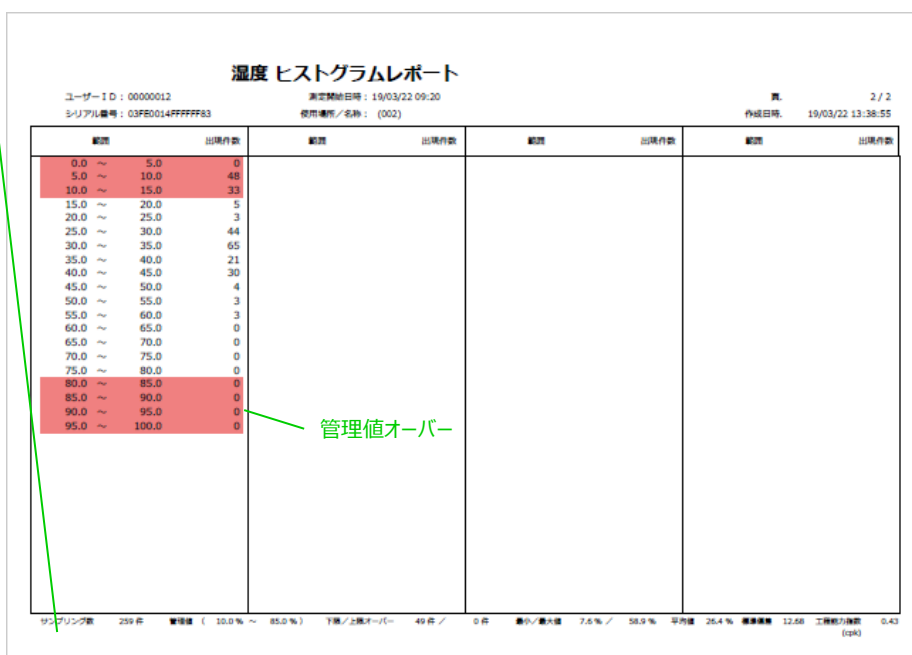 湿度 ヒストグラムレポート
ユーザーＩＤ： 00000012 測定開始日時： 19/03/22 09:20 頁. 2 / 2
シリアル番号： 03FE0014FFFFFF83 使用場所／名称： (002) 作成日時. 19/03/22 13:38:55
範囲 出現件数 範囲 出現件数 範囲 出現件数 範囲 出現件数
0.0 ～ 5.0 0
5.0 ～ 10.0 48
10.0 ～ 15.0 33
15.0 ～ 20.0 5
20.0 ～ 25.0 3
25.0 ～ 30.0 44
30.0 ～ 35.0 65
35.0 ～ 40.0 21
40.0 ～ 45.0 30
45.0 ～ 50.0 4
50.0 ～ 55.0 3
55.0 ～ 60.0 3
60.0 ～ 65.0 0
65.0 ～ 70.0 0
70.0 ～ 75.0 0
75.0 ～ 80.0 0
80.0 ～ 85.0 0
85.0 ～ 90.0 0
90.0 ～ 95.0 0
95.0 ～ 100.0 0
管理値オーバー
サンプリング数 259 件 管理値 （ 10.0 % ～ 85.0 % ） 下限／上限オーバー 49 件 ／ 0 件 最小／最大値 7.6 % ／ 58.9 % 平均値 26.4 % 標準偏差 12.68 工程能力指数 0.43
(cpk)